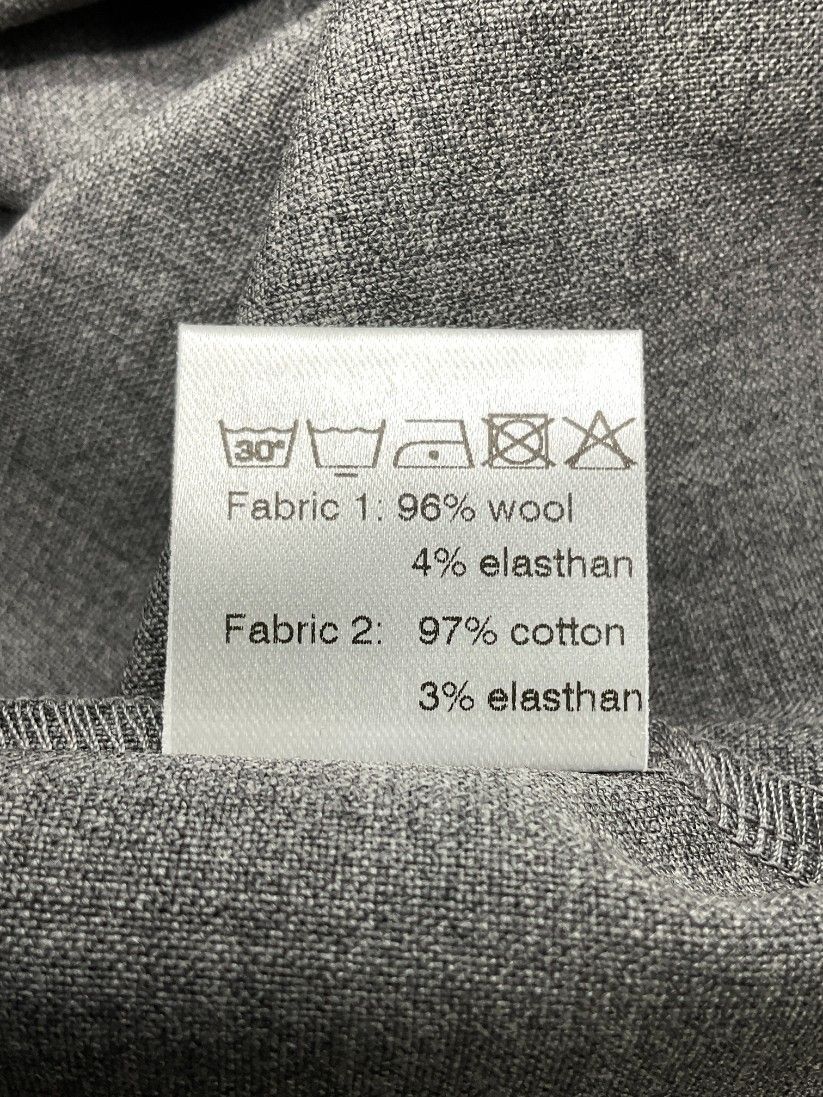 30°
Fabric 1: 96% wool
4% elasthan
Fabric 2: 97% cotton
3% elasthan